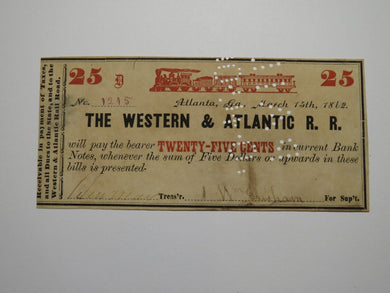 Receivable in Payment of Taxes,
and all Dues to the State, and to the
Western & Atlantic Rail Road.
25 25
No. 1215
Atlanta, Ga., March 15th, 1862.
THE WESTERN & ATLANTIC R. R.
will pay the bearer TWENTY-FIVE CENTS in current Bank
Notes, whenever the sum of Five Dollars or upwards in these
bills is presented.
Treas'r. For Sup't.